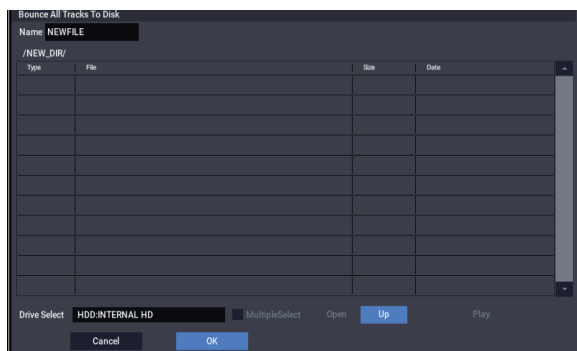 Bounce All Tracks To Disk
Name NEWFILE
/NEW_DIR/
Type File Size Date
Drive Select HDD:INTERNAL HD MultipleSelect Open Up Play
Cancel OK